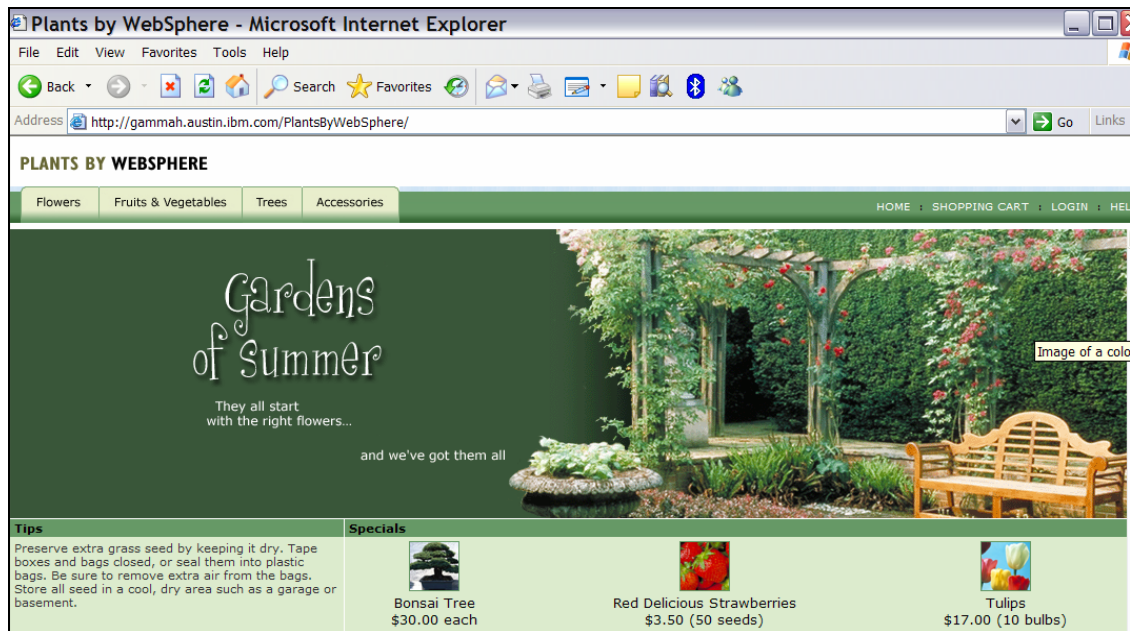 Plants by WebSphere - Microsoft Internet Explorer
File Edit View Favorites Tools Help
Back Search Favorites
Address http://gammah.austin.ibm.com/PlantsByWebSphere/ Go Links
PLANTS BY WEBSPHERE
Flowers Fruits & Vegetables Trees Accessories
HOME : SHOPPING CART : LOGIN : HEL
Gardens
of Summer
Image of a colo
They all start
with the right flowers...
and we've got them all
Tips
Preserve extra grass seed by keeping it dry. Tape
boxes and bags closed, or seal them into plastic
bags. Be sure to remove extra air from the bags.
Store all seed in a cool, dry area such as a garage or
basement.
Specials
Bonsai Tree
$30.00 each
Red Delicious Strawberries
$3.50 (50 seeds)
Tulips
$17.00 (10 bulbs)